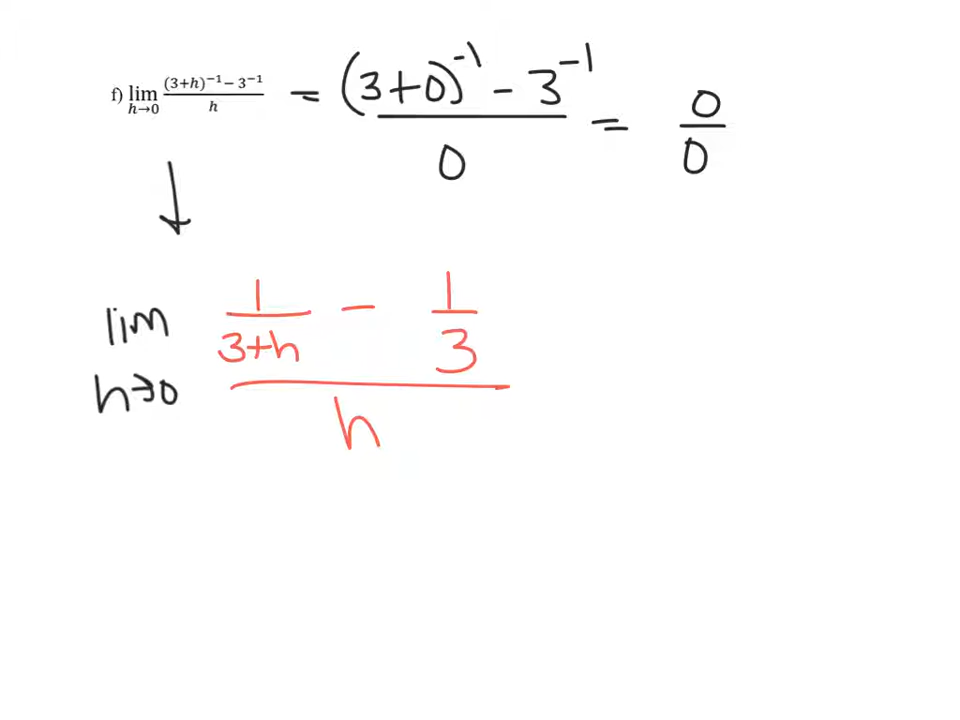 f) lim h→0 ((3+h)⁻¹ − 3⁻¹)/h = ((3+0)⁻¹ − 3⁻¹)/0 = 0/0
↓
lim h→0 (1/(3+h) − 1/3)/h